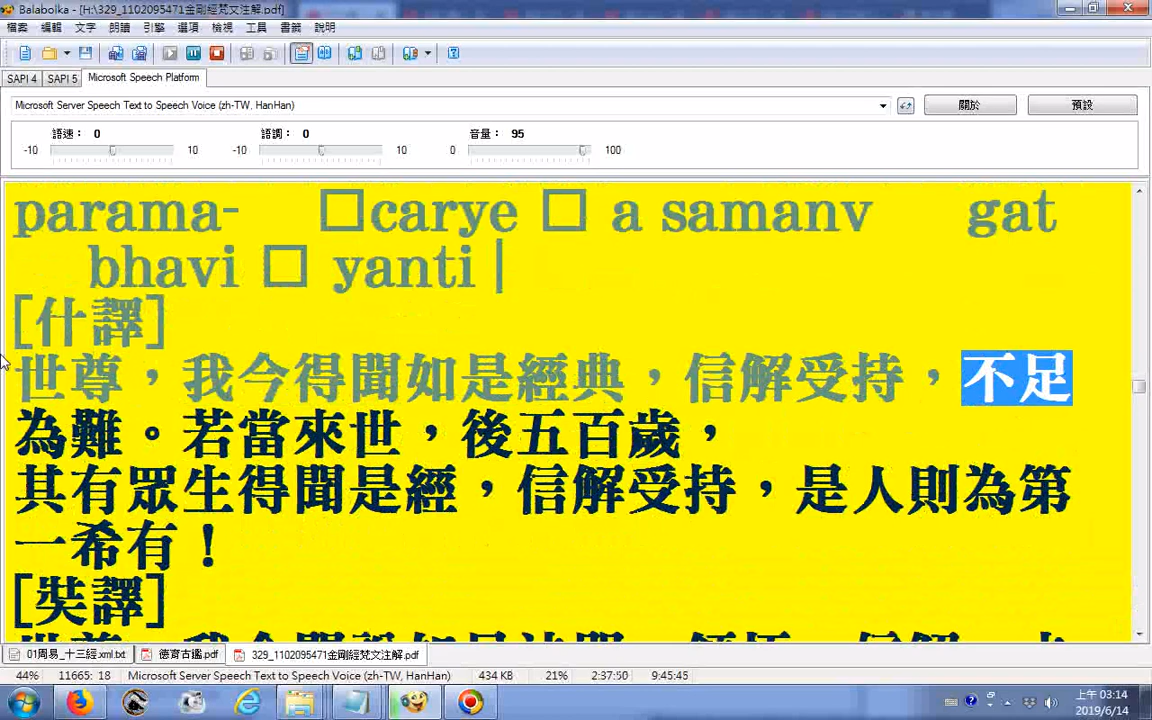 Balabolka - [H:\329_1102095471金剛經梵文注解.pdf]
檔案 編輯 文字 朗讀 引擎 選項 檢視 工具 書籤 說明
SAPI 4 SAPI 5 Microsoft Speech Platform
Microsoft Server Speech Text to Speech Voice (zh-TW, HanHan) 關於 預設
語速： 0 語調： 0 音量： 95
-10 10 -10 10 0 100
parama- □carye □ a samanv gat
bhavi □ yanti |
[什譯]
世尊，我今得聞如是經典，信解受持，不足
為難。若當來世，後五百歲，
其有眾生得聞是經，信解受持，是人則為第
一希有！
[奘譯]
01周易_十三經.xml.txt 德育古鑑.pdf 329_1102095471金剛經梵文注解.pdf
44% 11665: 18 Microsoft Server Speech Text to Speech Voice (zh-TW, HanHan) 434 KB 21% 2:37:50 9:45:45
上午 03:14
2019/6/14